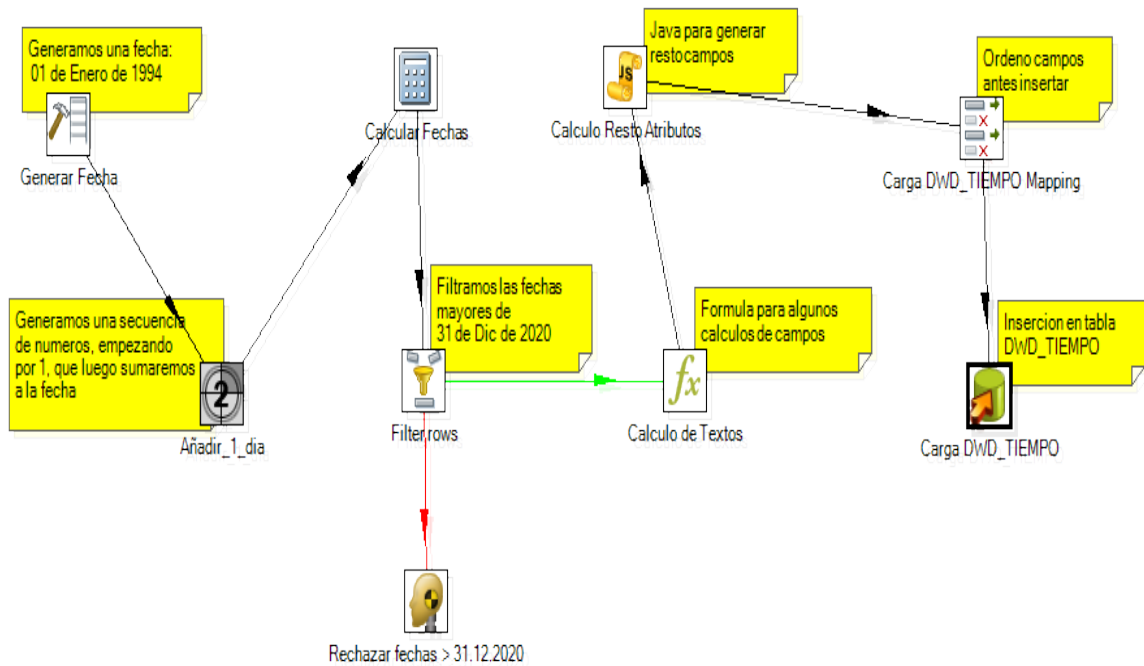 Generamos una fecha:
01 de Enero de 1994
Generar Fecha
Generamos una secuencia
de numeros, empezando
por 1, que luego sumaremos
a la fecha
2
Añadir_1_dia
Calcular Fechas
Filtramos las fechas
mayores de
31 de Dic de 2020
Filter rows
Rechazar fechas > 31.12.2020
Java para generar
resto campos
JS
Calculo Resto Atributos
Formula para algunos
calculos de campos
fx
Calculo de Textos
Ordeno campos
antes insertar
Carga DWD_TIEMPO Mapping
Insercion en tabla
DWD_TIEMPO
Carga DWD_TIEMPO